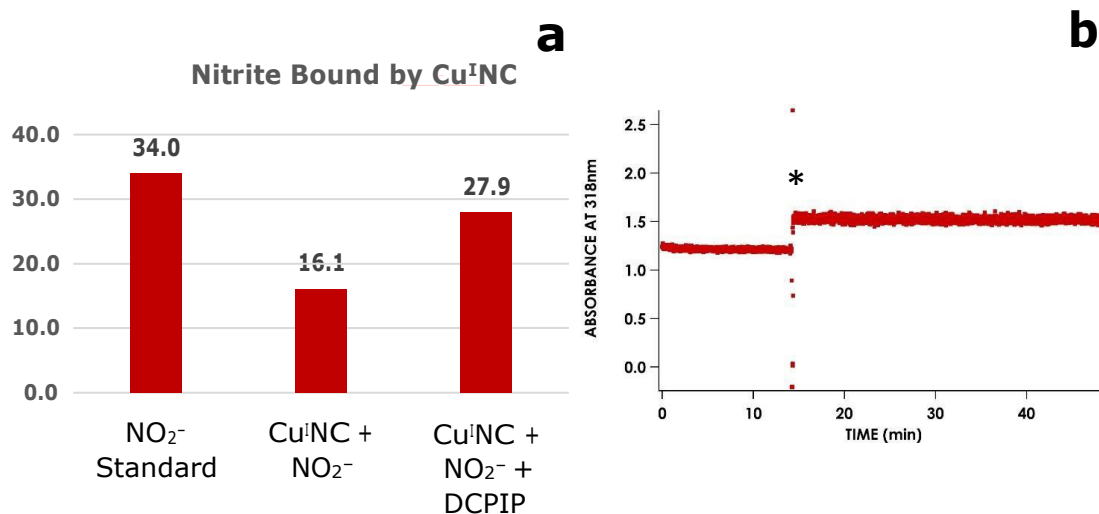 a
Nitrite Bound by CuᴵNC
40.0
30.0
20.0
10.0
0.0
34.0
16.1
27.9
NO₂⁻
Standard
CuᴵNC +
NO₂⁻
CuᴵNC +
NO₂⁻ +
DCPIP
b
ABSORBANCE AT 318nm
2.5
2.0
1.5
1.0
0.5
0.0
*
0
10
20
30
40
TIME (min)